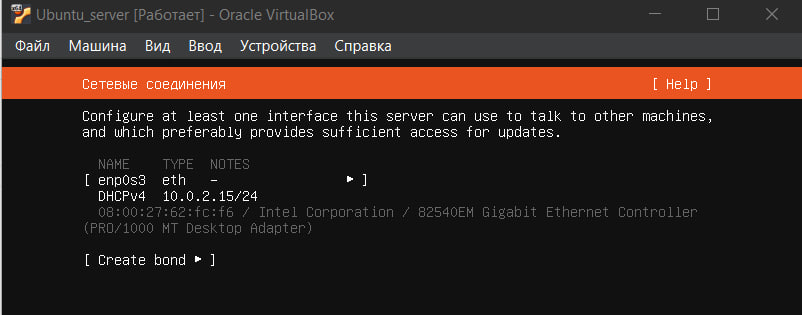 Ubuntu_server [Работает] - Oracle VirtualBox
Файл Машина Вид Ввод Устройства Справка
Сетевые соединения [ Help ]
Configure at least one interface this server can use to talk to other machines,
and which preferably provides sufficient access for updates.
NAME TYPE NOTES
[ enp0s3 eth - ▸ ]
DHCPv4 10.0.2.15/24
08:00:27:62:fc:f6 / Intel Corporation / 82540EM Gigabit Ethernet Controller
(PRO/1000 MT Desktop Adapter)
[ Create bond ▸ ]